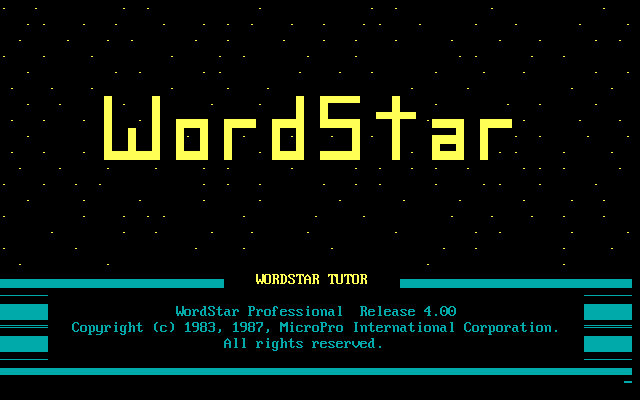 WordStar
WORDSTAR TUTOR
WordStar Professional  Release 4.00
Copyright (c) 1983, 1987, MicroPro International Corporation.
All rights reserved.